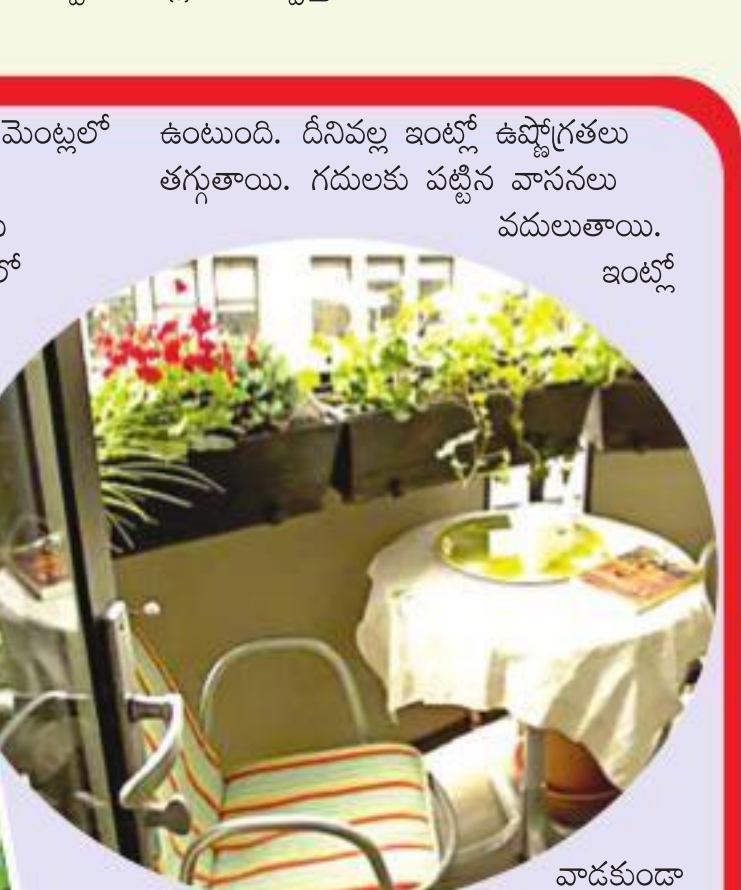 మెంట్లలో
లో
ఉంటుంది. దీనివల్ల ఇంట్లో ఉష్ణోగ్రతలు
తగ్గుతాయి. గదులకు పట్టిన వాసనలు
వదులుతాయి.
ఇంట్లో
వాడకుండా